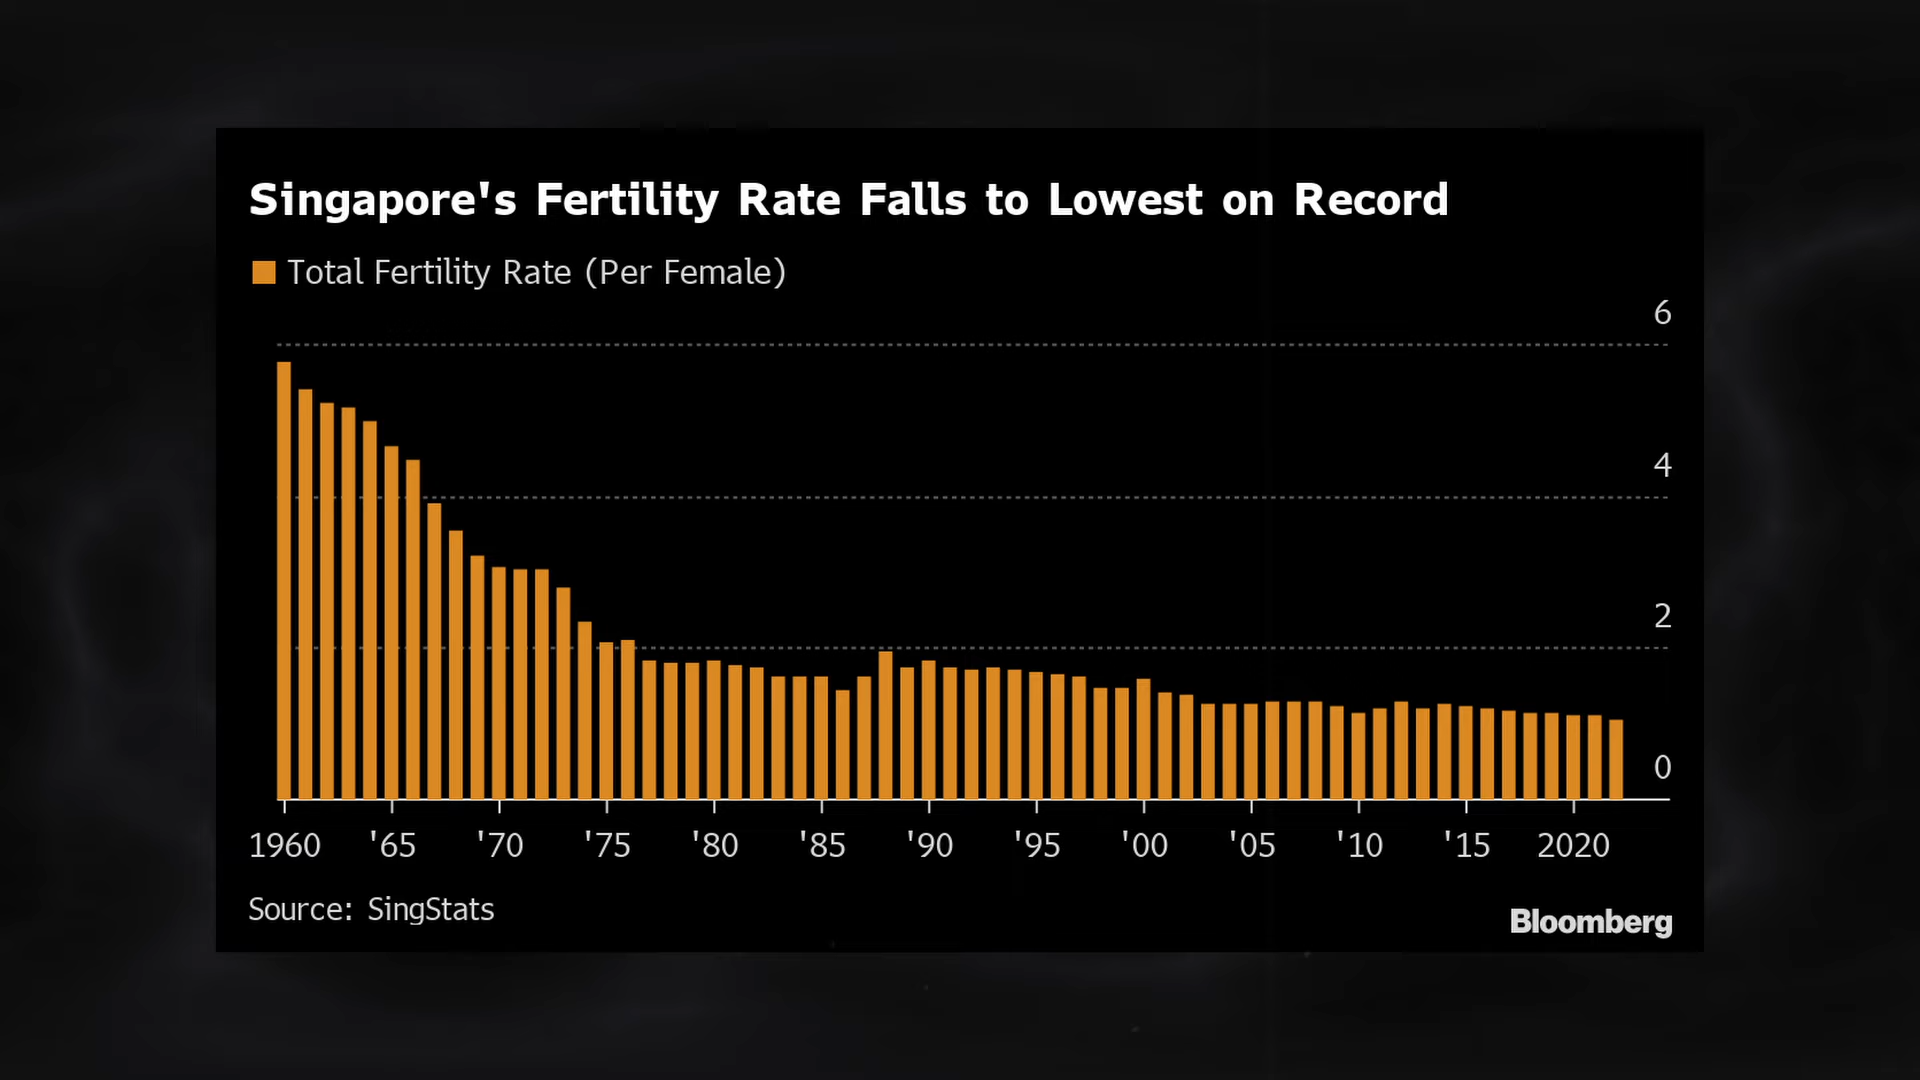 Singapore's Fertility Rate Falls to Lowest on Record
Total Fertility Rate (Per Female)
6
4
2
0
1960 '65 '70 '75 '80 '85 '90 '95 '00 '05 '10 '15 2020
Source: SingStats
Bloomberg